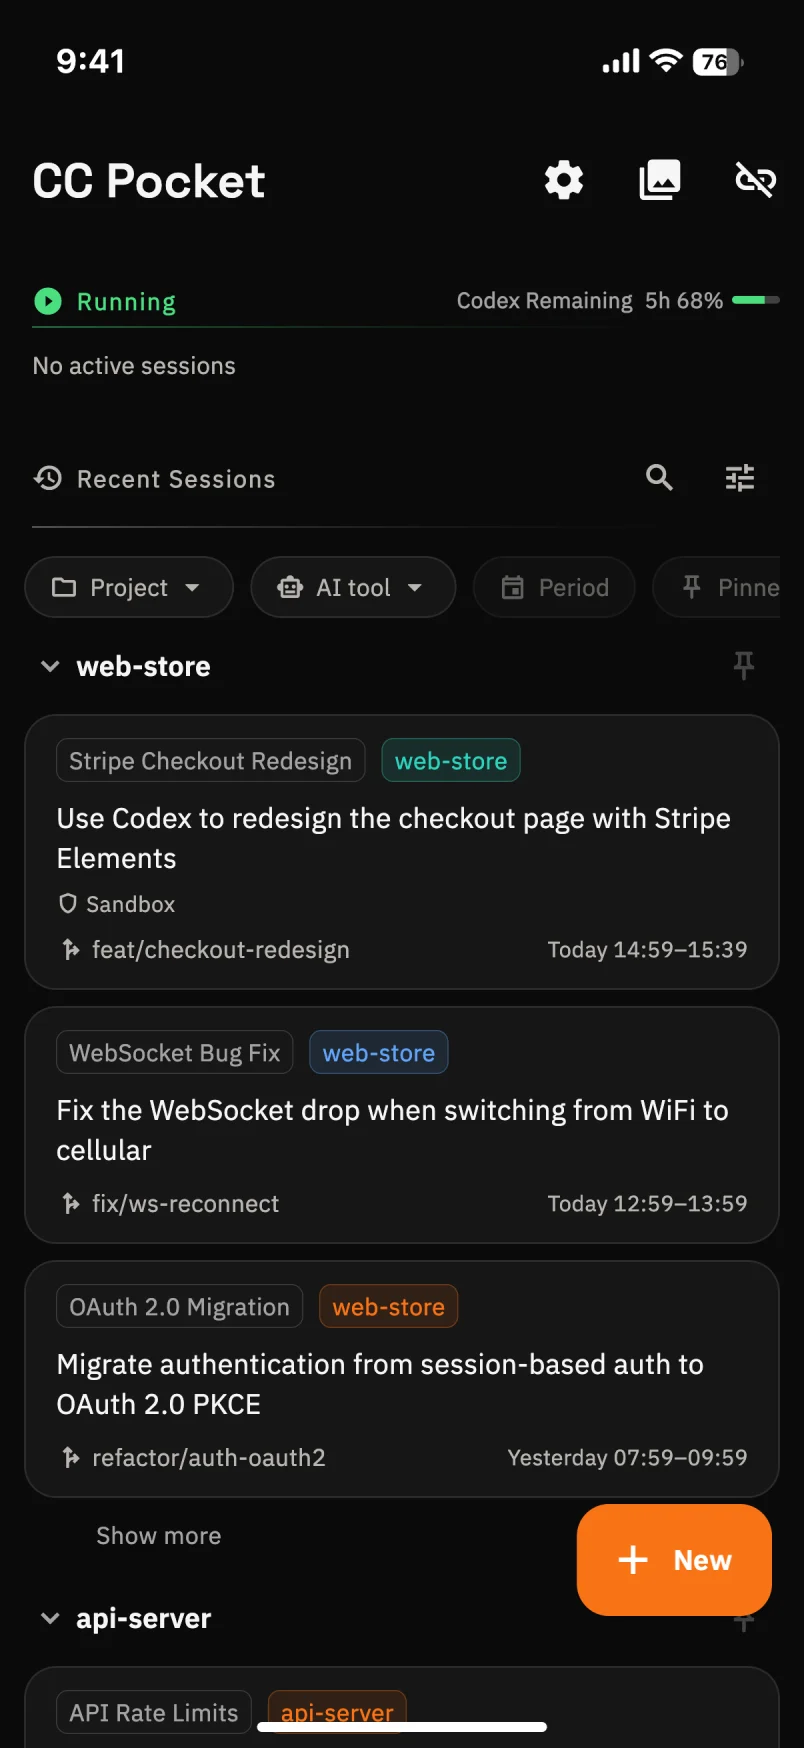 9:41
76
CC Pocket
Running
Codex Remaining 5h 68%
No active sessions
Recent Sessions
Project
AI tool
Period
Pinne
web-store
Stripe Checkout Redesign
web-store
Use Codex to redesign the checkout page with Stripe
Elements
Sandbox
feat/checkout-redesign
Today 14:59–15:39
WebSocket Bug Fix
web-store
Fix the WebSocket drop when switching from WiFi to
cellular
fix/ws-reconnect
Today 12:59–13:59
OAuth 2.0 Migration
web-store
Migrate authentication from session-based auth to
OAuth 2.0 PKCE
refactor/auth-oauth2
Yesterday 07:59–09:59
Show more
New
api-server
API Rate Limits
api-server